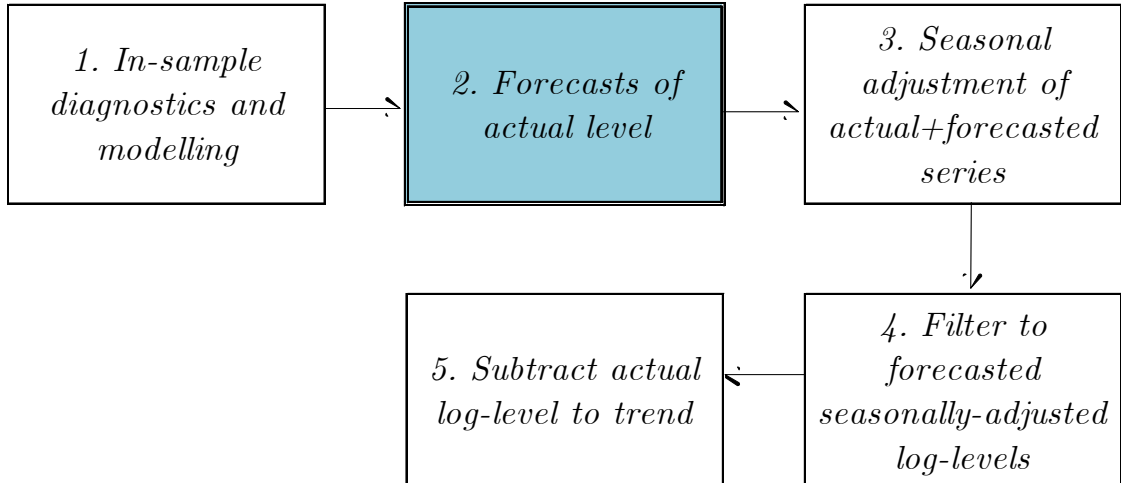 1. In-sample
diagnostics and
modelling
2. Forecasts of
actual level
3. Seasonal
adjustment of
actual+forecasted
series
4. Filter to
forecasted
seasonally-adjusted
log-levels
5. Subtract actual
log-level to trend